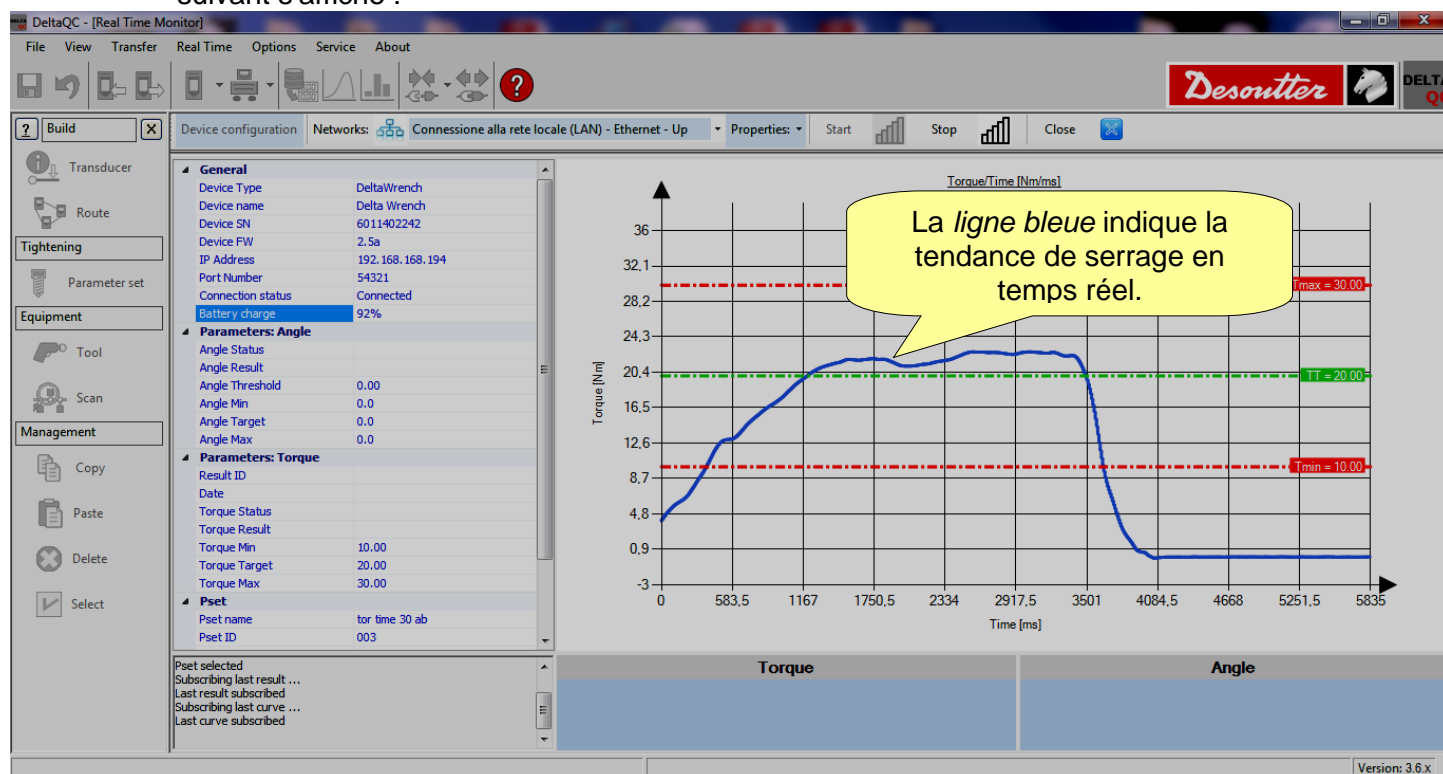 suivant s'affiche :
DeltaQC - [Real Time Monitor]
File View Transfer Real Time Options Service About
Desoutter
DELTA
QC
? Build X
Device configuration Networks: Connessione alla rete locale (LAN) - Ethernet - Up Properties: Start Stop Close
Transducer
Route
Tightening
Parameter set
Equipment
Tool
Scan
Management
Copy
Paste
Delete
Select
General
Device Type DeltaWrench
Device name Delta Wrench
Device SN 6011402242
Device FW 2.5a
IP Address 192.168.168.194
Port Number 54321
Connection status Connected
Battery charge 92%
Parameters: Angle
Angle Status
Angle Result
Angle Threshold 0.00
Angle Min 0.0
Angle Target 0.0
Angle Max 0.0
Parameters: Torque
Result ID
Date
Torque Status
Torque Result
Torque Min 10.00
Torque Target 20.00
Torque Max 30.00
Pset
Pset name tor time 30 ab
Pset ID 003
Torque/Time [Nm/ms]
La ligne bleue indique la
tendance de serrage en
temps réel.
Tmax = 30.00
TT = 20.00
Tmin = 10.00
Torque [Nm]
36
32,1
28,2
24,3
20,4
16,5
12,6
8,7
4,8
0,9
-3
0 583,5 1167 1750,5 2334 2917,5 3501 4084,5 4668 5251,5 5835
Time [ms]
Pset selected
Subscribing last result ...
Last result subscribed
Subscribing last curve ...
Last curve subscribed
Torque
Angle
Version: 3.6.x